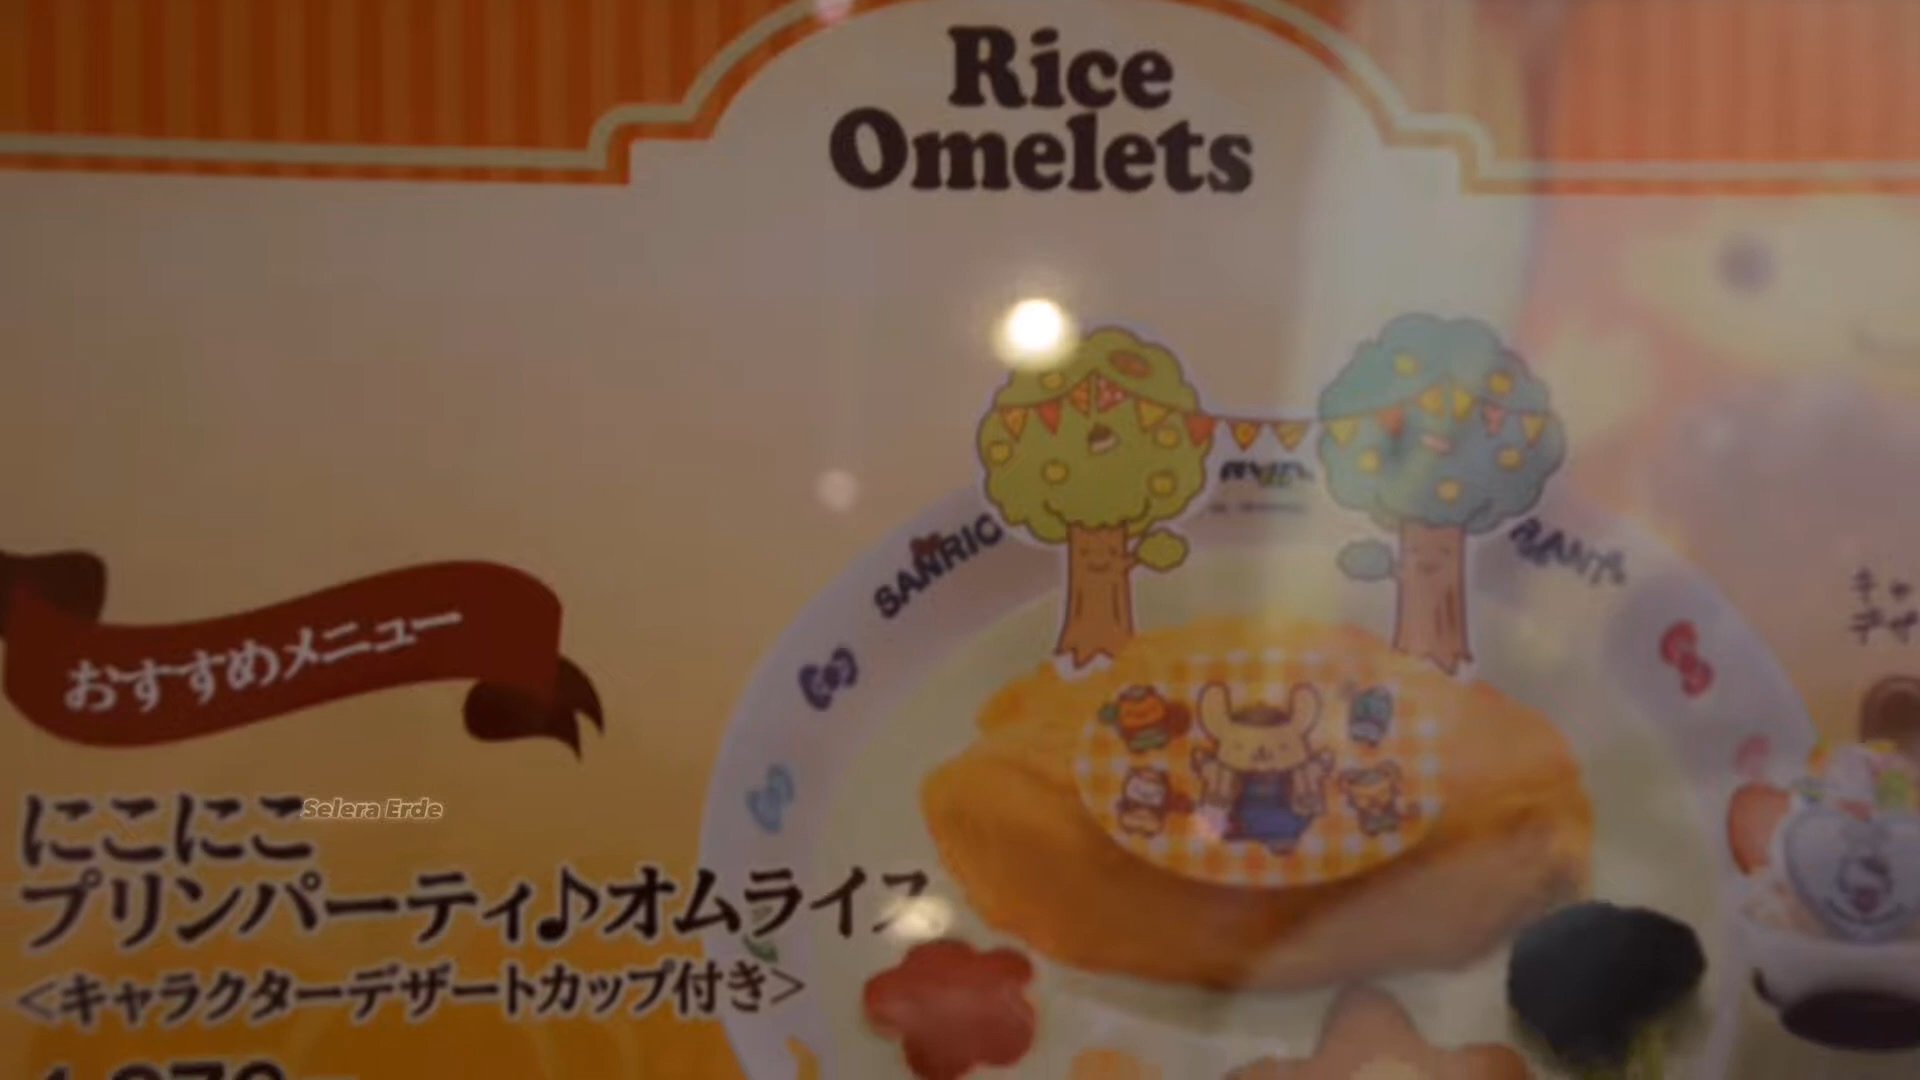 Rice
Omelets
SANRIO
おすすめメニュー
にこにこ
Selera Erde
プリンパーティ♪オムライス
<キャラクターデザートカップ付き>